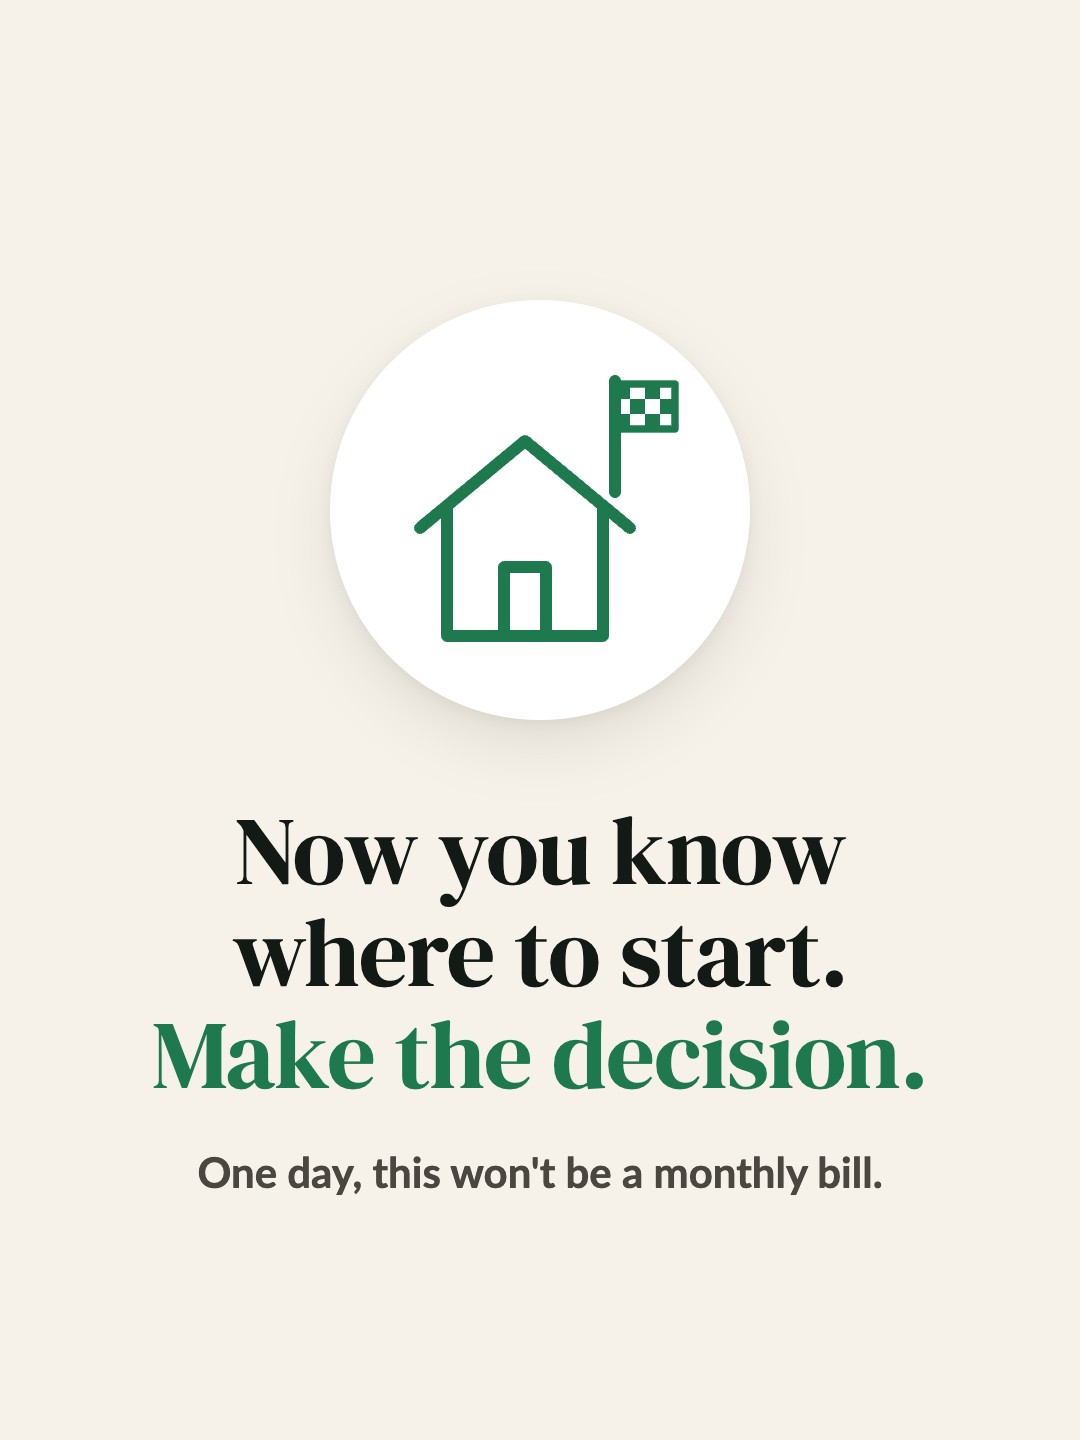 Now you know
where to start.
Make the decision.
One day, this won't be a monthly bill.